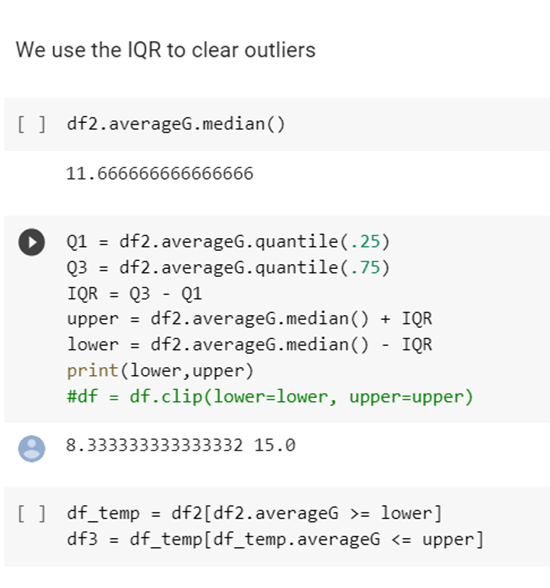 We use the IQR to clear outliers
[ ] df2.averageG.median()
11.666666666666666
Q1 = df2.averageG.quantile(.25)
Q3 = df2.averageG.quantile(.75)
IQR = Q3 - Q1
upper = df2.averageG.median() + IQR
lower = df2.averageG.median() - IQR
print(lower,upper)
#df = df.clip(lower=lower, upper=upper)
8.333333333333332 15.0
[ ] df_temp = df2[df2.averageG >= lower]
df3 = df_temp[df_temp.averageG <= upper]